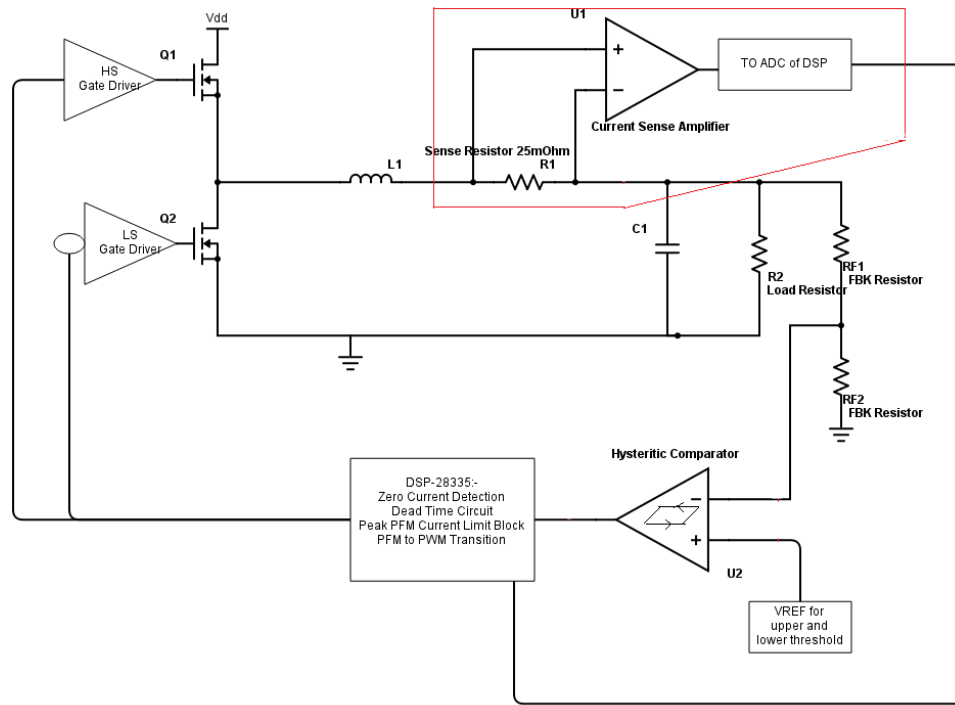 Vdd
U1
Q1
HS
Gate Driver
+
−
TO ADC of DSP
Current Sense Amplifier
Sense Resistor 25mOhm
L1
R1
Q2
LS
Gate Driver
C1
R2
Load Resistor
RF1
FBK Resistor
RF2
FBK Resistor
Hysteritic Comparator
DSP-28335:-
Zero Current Detection
Dead Time Circuit
Peak PFM Current Limit Block
PFM to PWM Transition
−
+
U2
VREF for
upper and
lower threshold